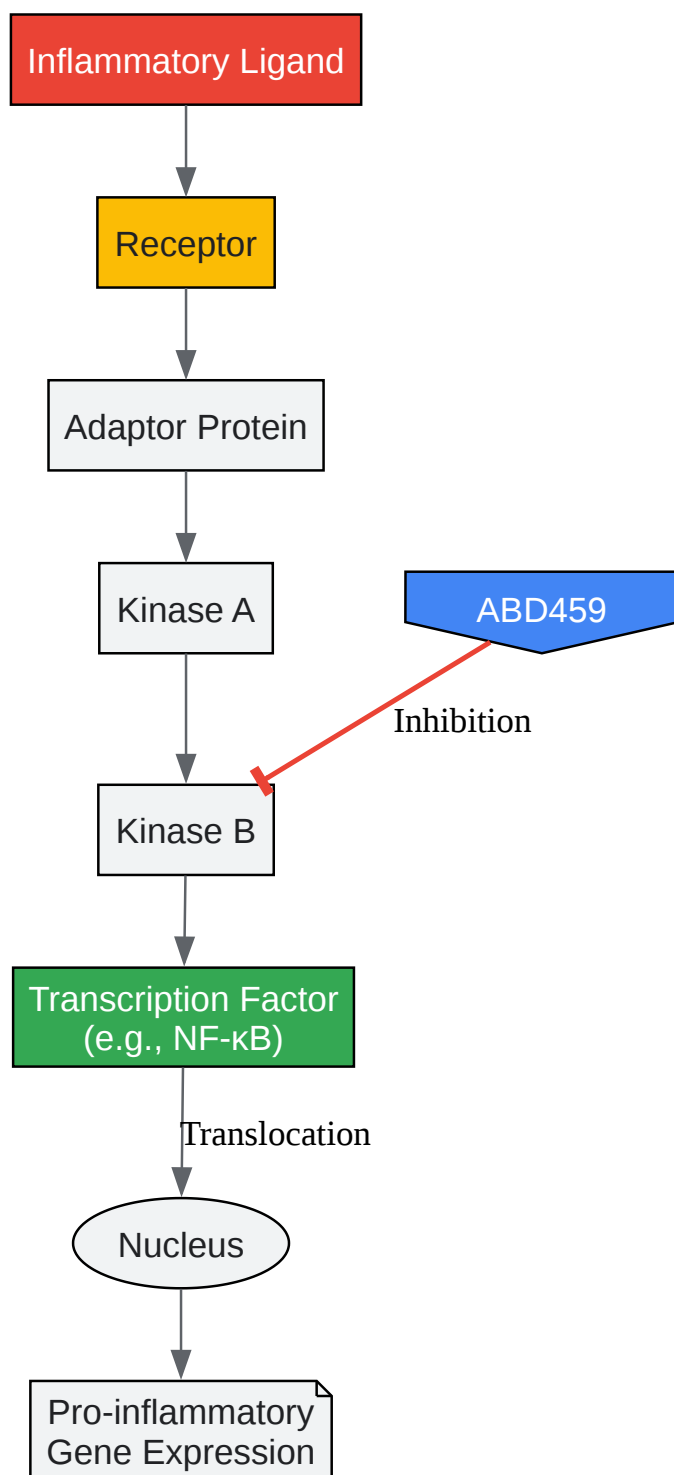 Inflammatory Ligand
Receptor
Adaptor Protein
Kinase A
ABD459
Inhibition
Kinase B
Transcription Factor
(e.g., NF-κB)
Translocation
Nucleus
Pro-inflammatory
Gene Expression